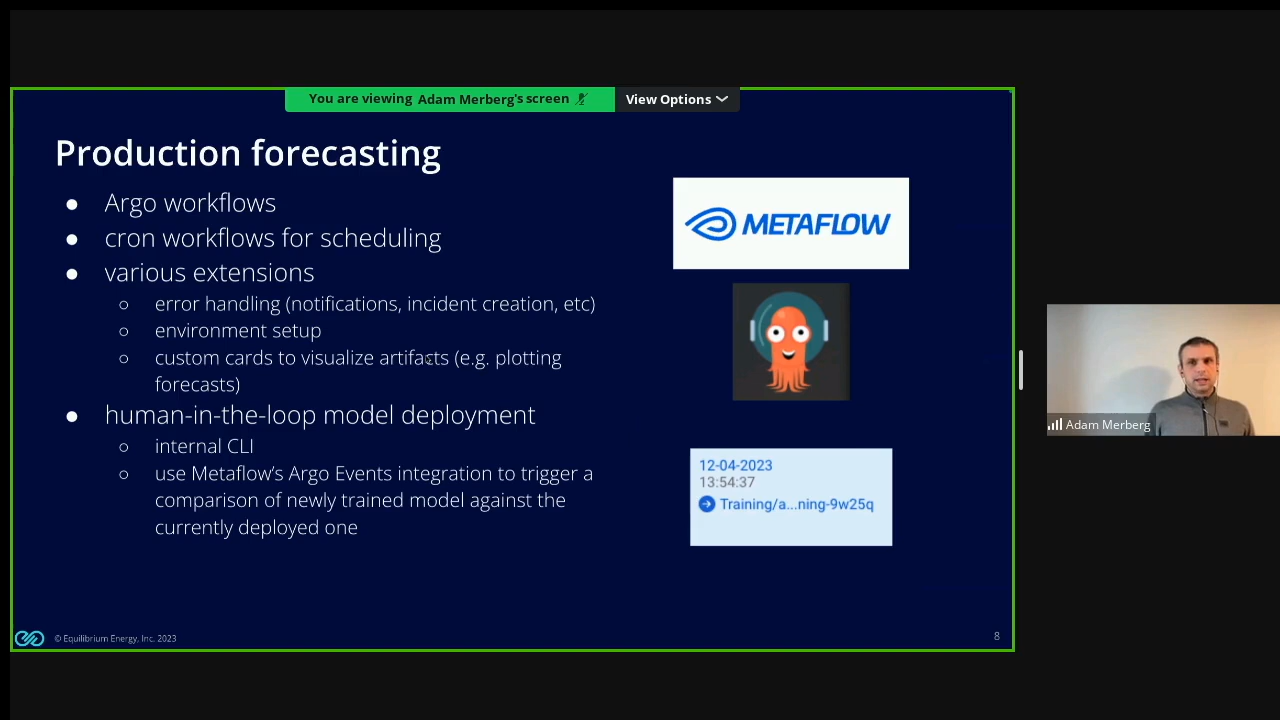 You are viewing Adam Merberg's screen
View Options
Production forecasting
● Argo workflows
● cron workflows for scheduling
● various extensions
○ error handling (notifications, incident creation, etc)
○ environment setup
○ custom cards to visualize artifacts (e.g. plotting
forecasts)
● human-in-the-loop model deployment
○ internal CLI
○ use Metaflow's Argo Events integration to trigger a
comparison of newly trained model against the
currently deployed one
METAFLOW
12-04-2023
13:54:37
Training/a...ning-9w25q
Adam Merberg
© Equilibrium Energy, Inc. 2023
8